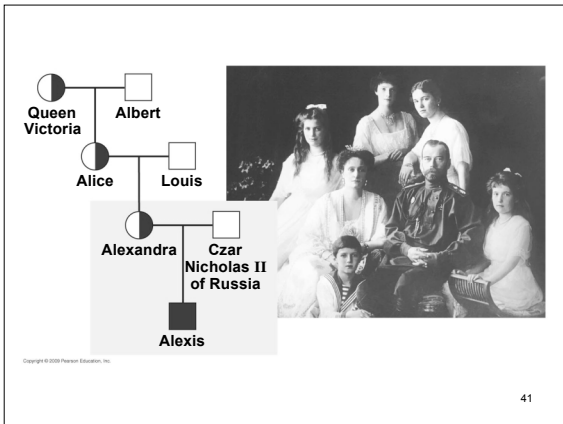 Queen
Victoria
Albert
Alice
Louis
Alexandra
Czar
Nicholas II
of Russia
Alexis
Copyright © 2009 Pearson Education, Inc.
41